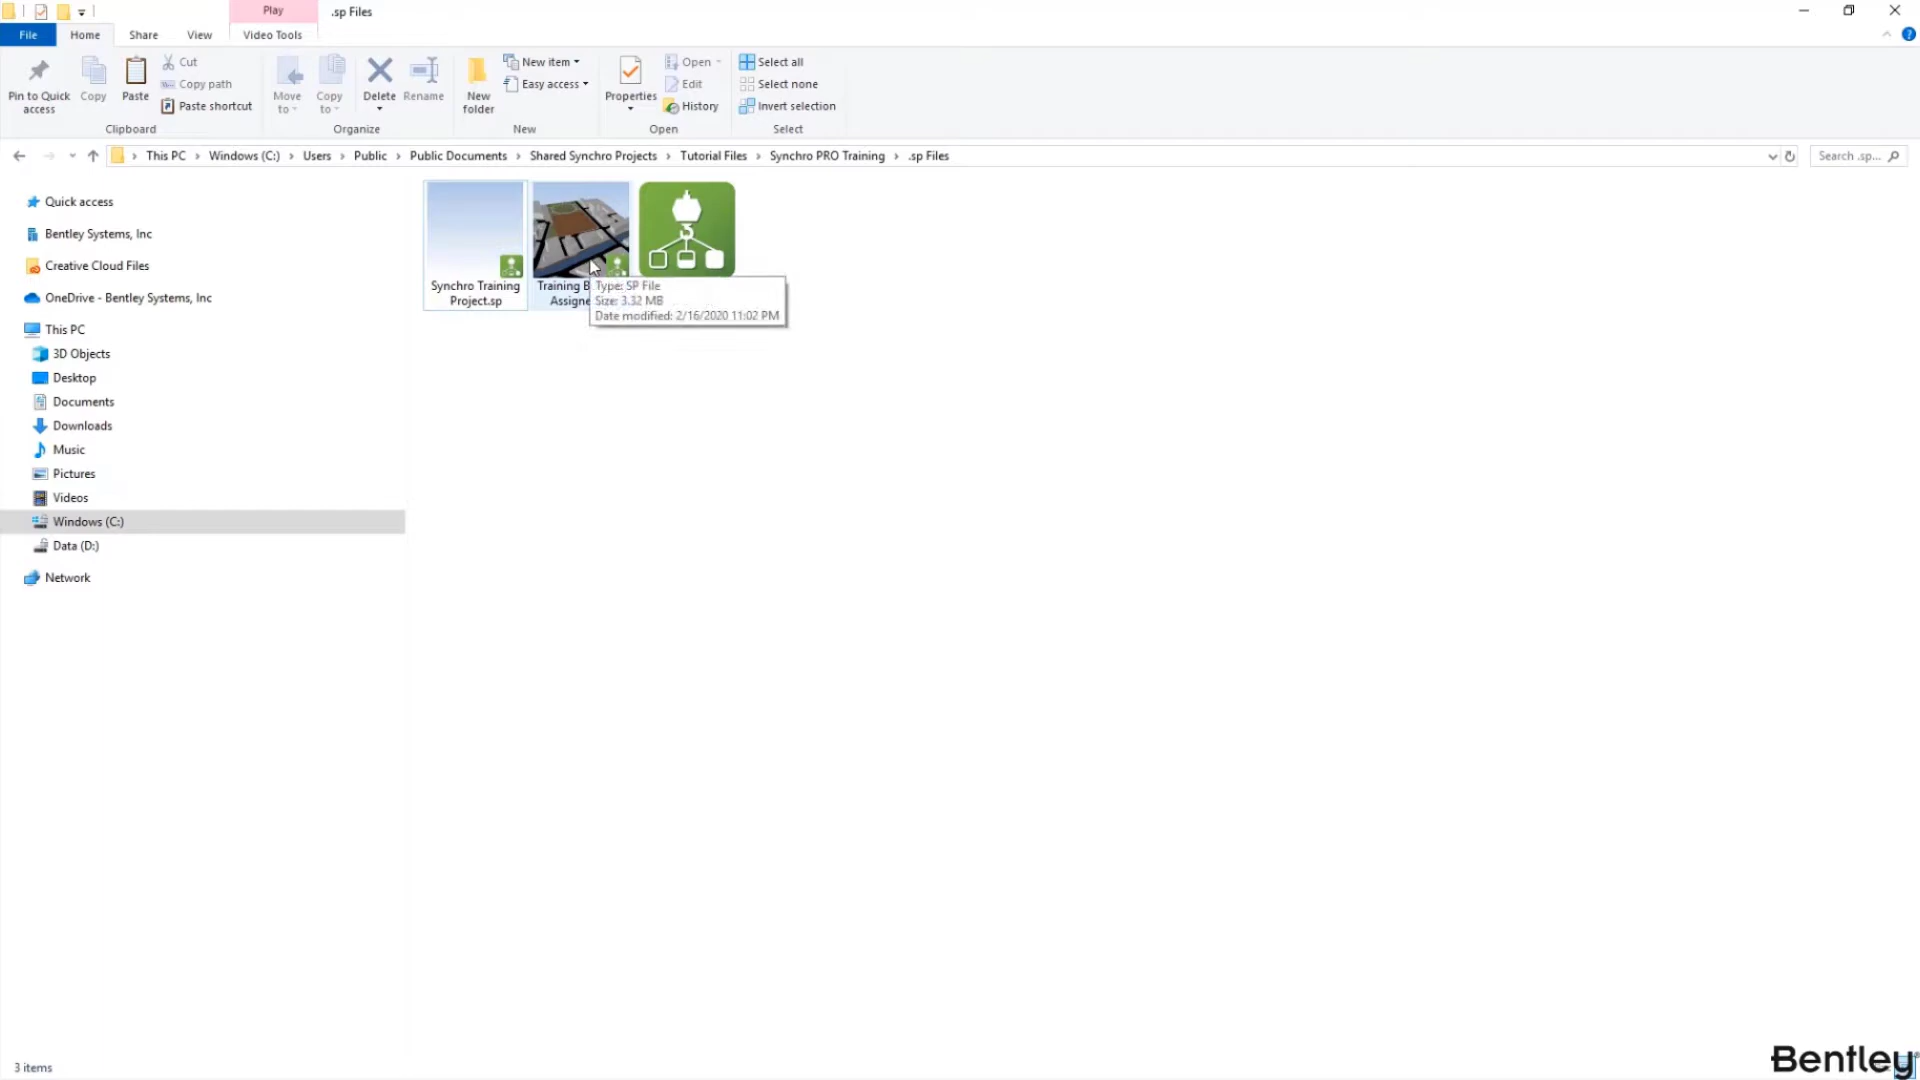 Play
.sp Files
File
Home
Share
View
Video Tools
Pin to Quick
access
Copy
Paste
Cut
Copy path
Paste shortcut
Clipboard
Move
to
Copy
to
Delete
Rename
Organize
New
folder
New item
Easy access
New
Properties
Open
Edit
History
Open
Select all
Select none
Invert selection
Select
This PC > Windows (C:) > Users > Public > Public Documents > Shared Synchro Projects > Tutorial Files > Synchro PRO Training > .sp Files
Search .sp...
Quick access
Bentley Systems, Inc
Creative Cloud Files
OneDrive - Bentley Systems, Inc
This PC
3D Objects
Desktop
Documents
Downloads
Music
Pictures
Videos
Windows (C:)
Data (D:)
Network
Synchro Training
Project.sp
Training B
Assigne
Type: SP File
Size: 3.32 MB
Date modified: 2/16/2020 11:02 PM
3 items
Bentley